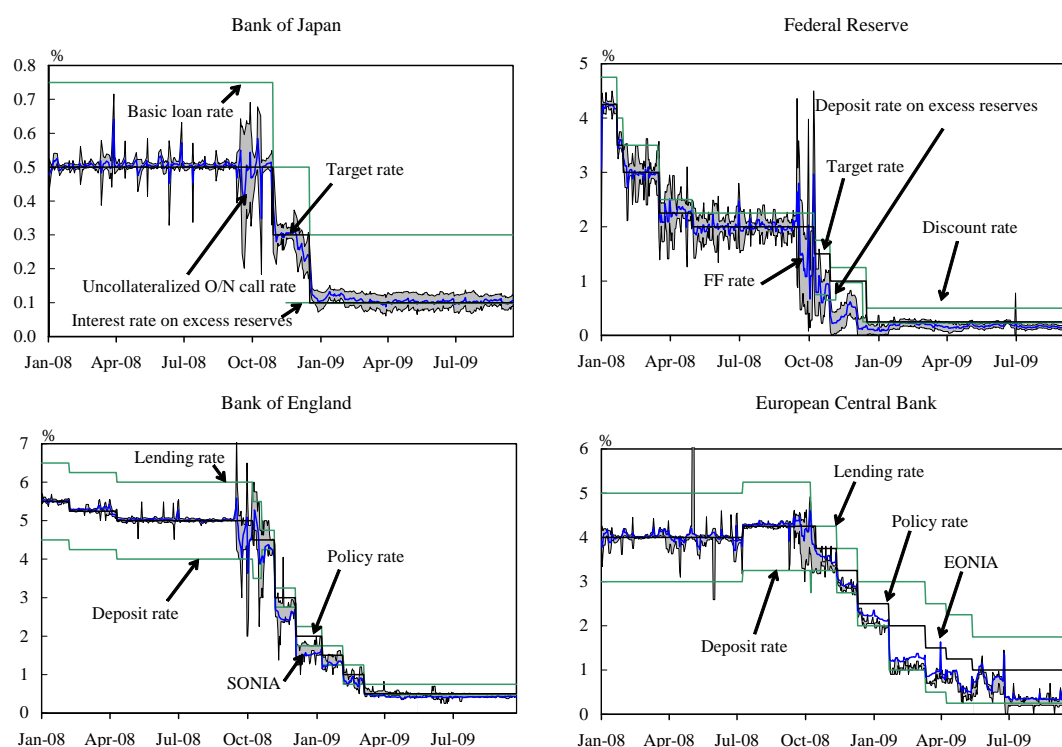 Bank of Japan
%
0.8
0.7
0.6
0.5
0.4
0.3
0.2
0.1
0.0
Basic loan rate
Target rate
Uncollateralized O/N call rate
Interest rate on excess reserves
Jan-08 Apr-08 Jul-08 Oct-08 Jan-09 Apr-09 Jul-09
Federal Reserve
%
5
4
3
2
1
0
Deposit rate on excess reserves
Target rate
Discount rate
FF rate
Jan-08 Apr-08 Jul-08 Oct-08 Jan-09 Apr-09 Jul-09
Bank of England
%
7
6
5
4
3
2
1
0
Lending rate
Policy rate
Deposit rate
SONIA
Jan-08 Apr-08 Jul-08 Oct-08 Jan-09 Apr-09 Jul-09
European Central Bank
%
6
5
4
3
2
1
0
Lending rate
Policy rate
EONIA
Deposit rate
Jan-08 Apr-08 Jul-08 Oct-08 Jan-09 Apr-09 Jul-09